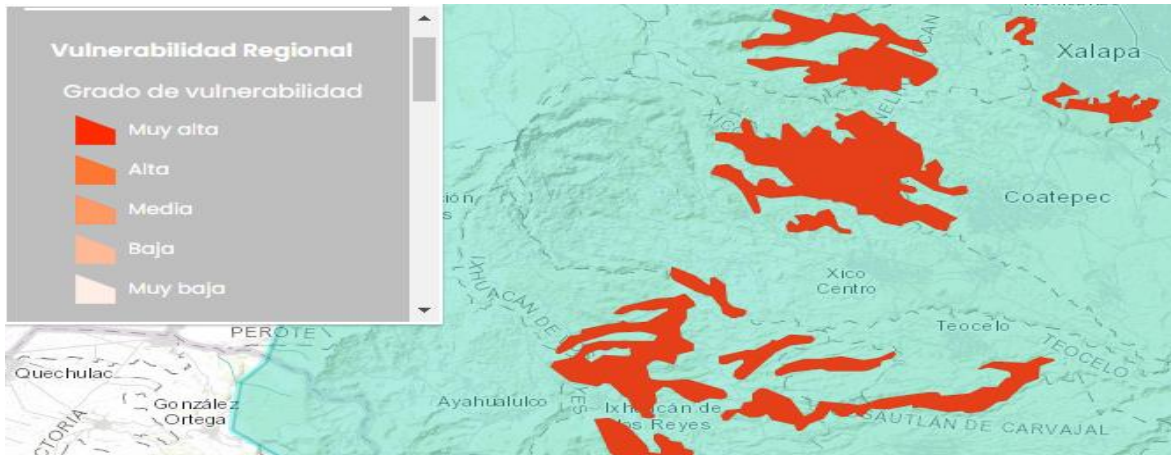 Vulnerabilidad Regional
Grado de vulnerabilidad
Muy alta
Alta
Media
Baja
Muy baja
Xalapa
Coatepec
Xico
Centro
Teocelo
TEOCELO
PEROTE
Quechulac
González
Ortega
Ayahualulco
de
los Reyes
SAUTLÁN DE CARVAJAL